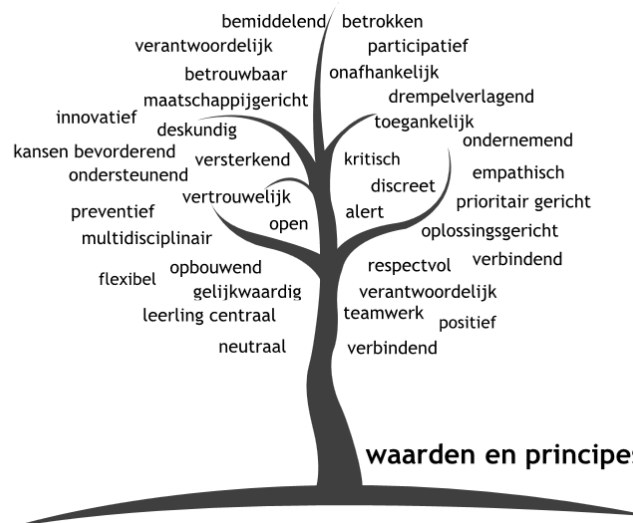 bemiddelend betrokken
verantwoordelijk participatief
betrouwbaar onafhankelijk
maatschappijgericht drempelverlagend
innovatief deskundig toegankelijk
ondernemend
kansen bevorderend versterkend kritisch
ondersteunend empathisch
vertrouwelijk discreet
preventief open alert prioritair gericht
multidisciplinair oplossingsgericht
flexibel opbouwend respectvol verbindend
gelijkwaardig verantwoordelijk
leerling centraal teamwerk positief
neutraal verbindend
waarden en principes